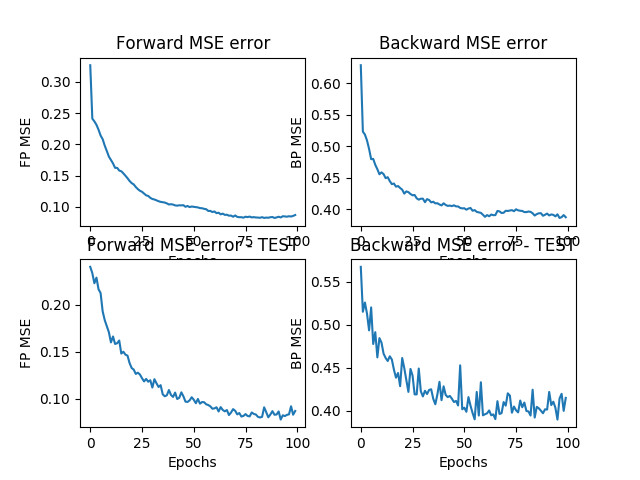 Forward MSE error
Backward MSE error
FP MSE
0.30
0.25
0.20
0.15
0.10
0 25 50 75 100
Epochs
BP MSE
0.60
0.55
0.50
0.45
0.40
0 25 50 75 100
Epochs
Forward MSE error - TEST
Backward MSE error - TEST
FP MSE
0.20
0.15
0.10
0 25 50 75 100
Epochs
BP MSE
0.55
0.50
0.45
0.40
0 25 50 75 100
Epochs